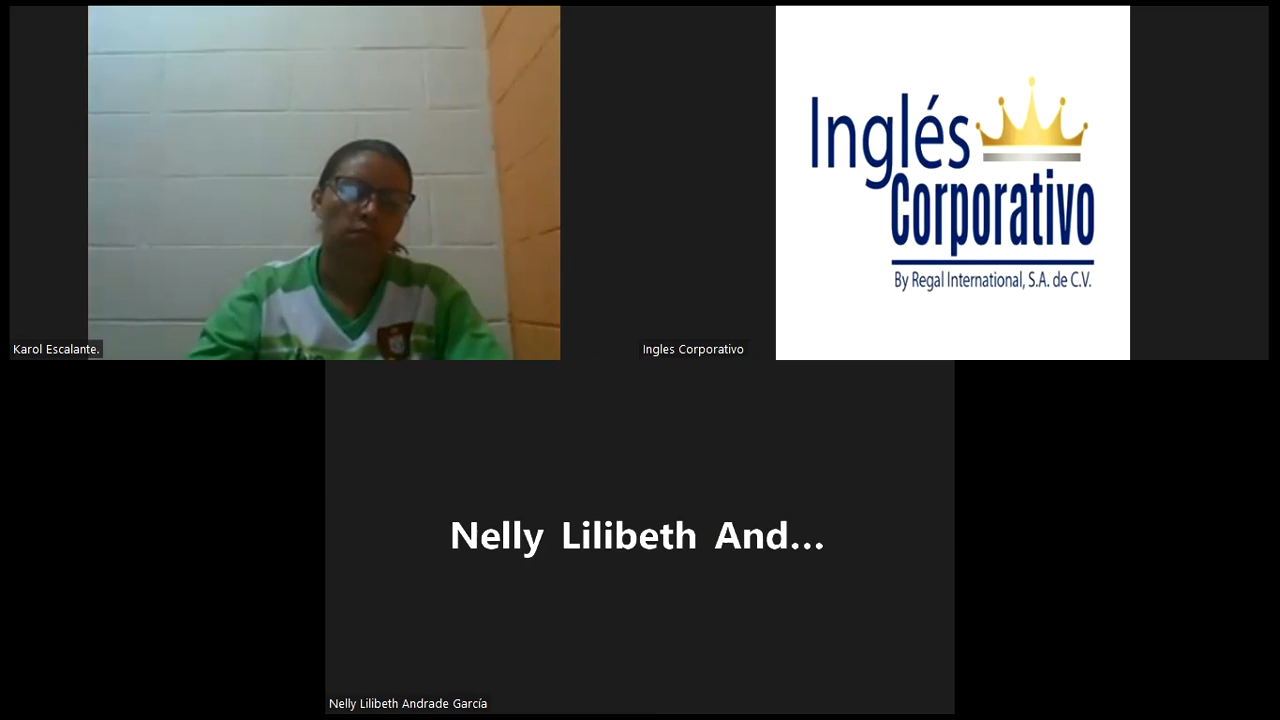 Inglés
Corporativo
By Regal International, S.A. de C.V.
Karol Escalante.
Ingles Corporativo
Nelly Lilibeth And...
Nelly Lilibeth Andrade García